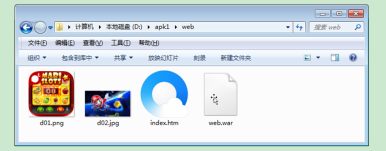 计算机 ▸ 本地磁盘 (D:) ▸ apk1 ▸ web
搜索 web
文件(F) 编辑(E) 查看(V) 工具(T) 帮助(H)
组织 包含到库中 共享 放映幻灯片 刻录 新建文件夹
d01.png d02.jpg index.htm web.war